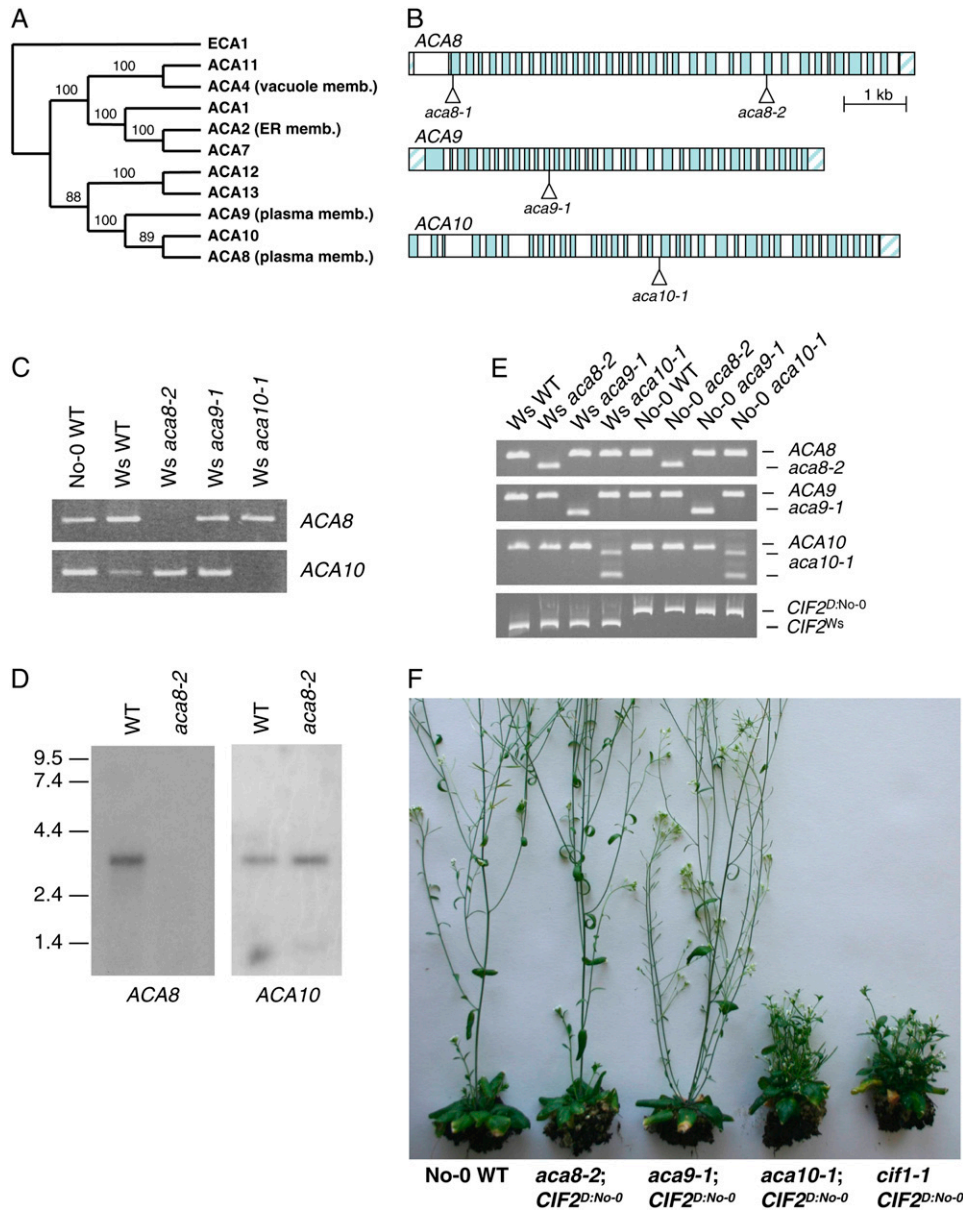 A
ECA1
ACA11
ACA4 (vacuole memb.)
ACA1
ACA2 (ER memb.)
ACA7
ACA12
ACA13
ACA9 (plasma memb.)
ACA10
ACA8 (plasma memb.)
100
100
100
100
100
88
100
89
B
ACA8
aca8-1
aca8-2
1 kb
ACA9
aca9-1
ACA10
aca10-1
C
No-0 WT
Ws WT
Ws aca8-2
Ws aca9-1
Ws aca10-1
ACA8
ACA10
D
WT
aca8-2
WT
aca8-2
9.5
7.4
4.4
2.4
1.4
ACA8
ACA10
E
Ws WT
Ws aca8-2
Ws aca9-1
Ws aca10-1
No-0 WT
No-0 aca8-2
No-0 aca9-1
No-0 aca10-1
ACA8
aca8-2
ACA9
aca9-1
ACA10
aca10-1
CIF2D:No-0
CIF2Ws
F
No-0 WT
aca8-2;
CIF2D:No-0
aca9-1;
CIF2D:No-0
aca10-1;
CIF2D:No-0
cif1-1
CIF2D:No-0